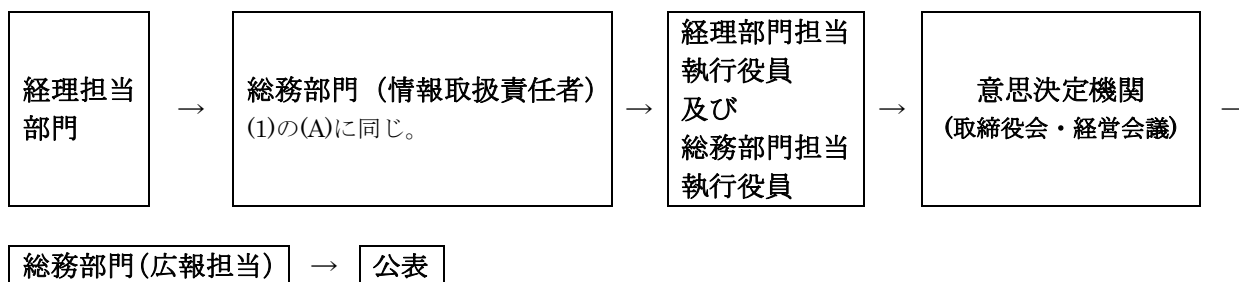 経理担当
部門
→
総務部門（情報取扱責任者）
(1)の(A)に同じ。
→
経理部門担当
執行役員
及び
総務部門担当
執行役員
→
意思決定機関
(取締役会・経営会議)
→
総務部門(広報担当)
→
公表